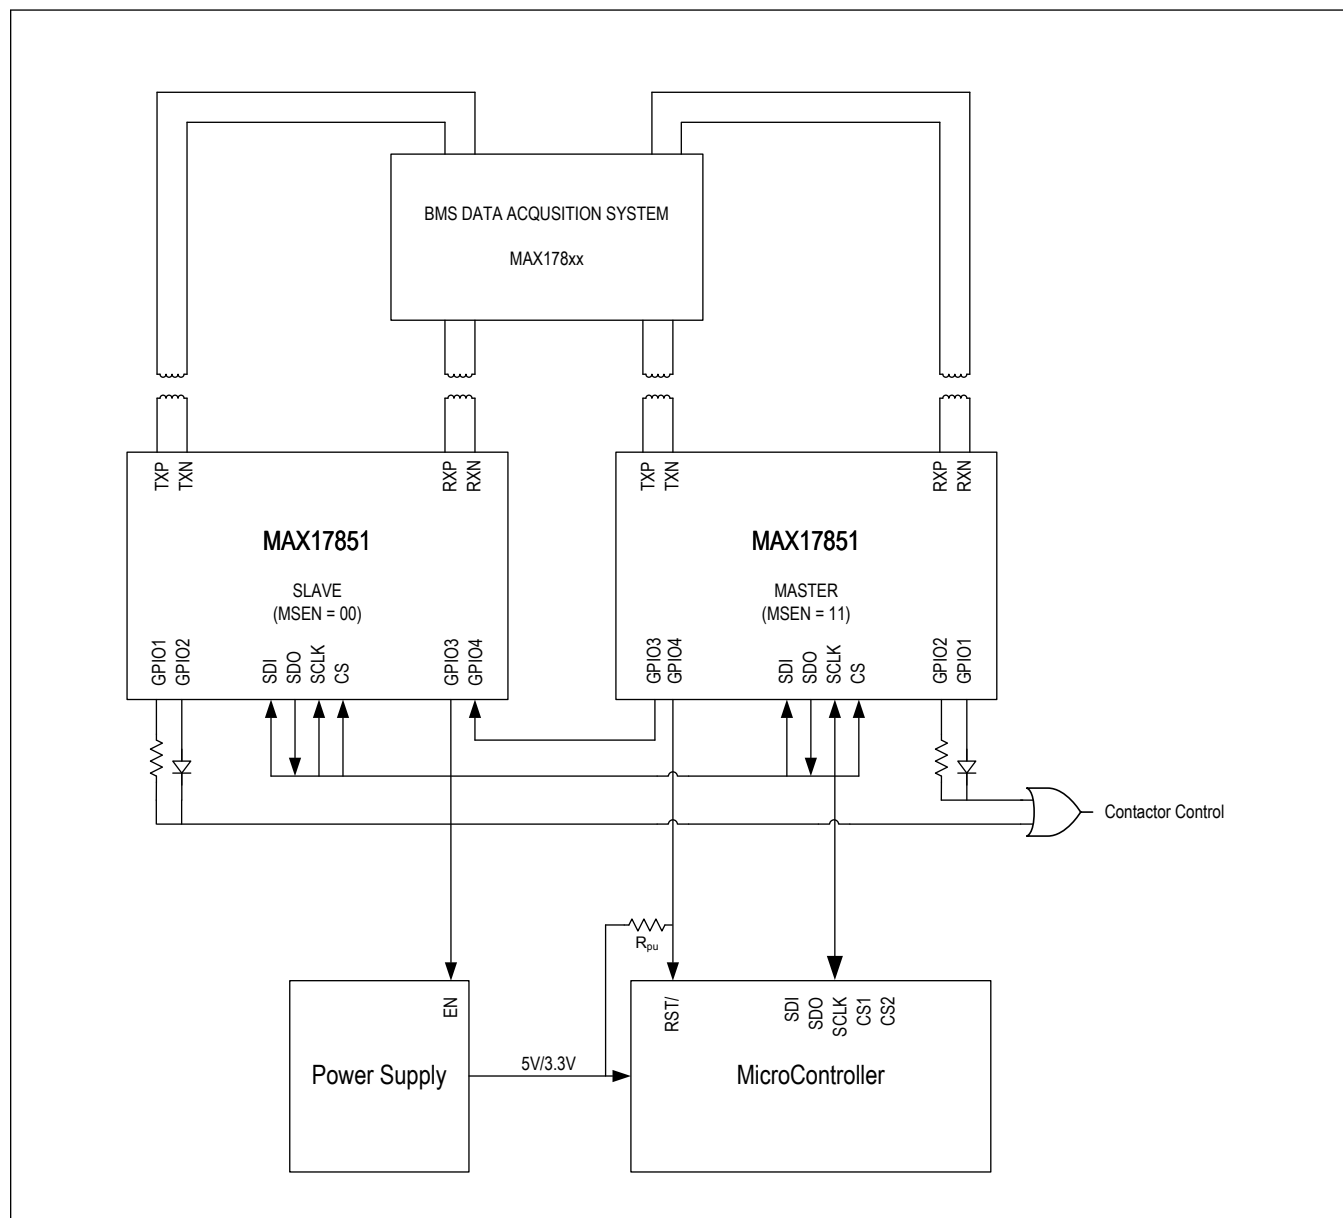 BMS DATA ACQUSITION SYSTEM
MAX178xx
TXP
TXN
RXP
RXN
TXP
TXN
RXP
RXN
MAX17851
MAX17851
SLAVE
(MSEN = 00)
MASTER
(MSEN = 11)
GPIO1
GPIO2
SDI
SDO
SCLK
CS
GPIO3
GPIO4
GPIO3
GPIO4
SDI
SDO
SCLK
CS
GPIO2
GPIO1
Contactor Control
Rpu
EN
RST/
SDI
SDO
SCLK
CS1
CS2
5V/3.3V
Power Supply
MicroController